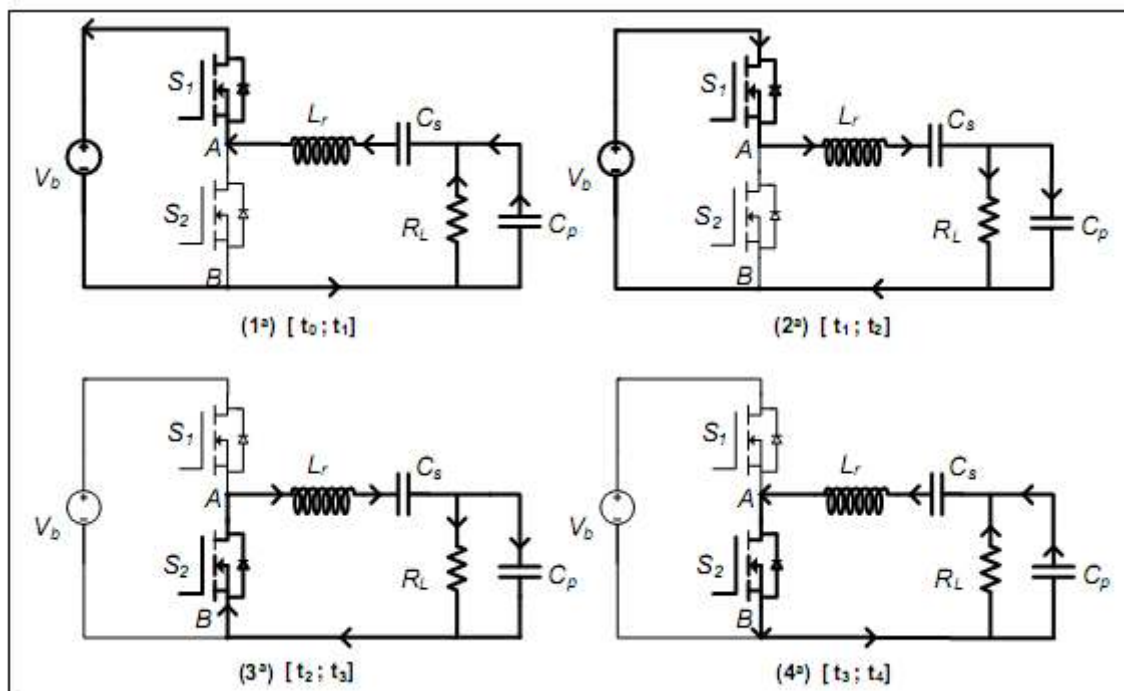 S1
Lr
Cs
A
Vb
S2
RL
Cp
B
(1ª) [ t0 ; t1]
S1
Lr
Cs
A
Vb
S2
RL
Cp
B
(2ª) [ t1 ; t2]
S1
Lr
Cs
A
Vb
S2
RL
Cp
B
(3ª) [ t2 ; t3]
S1
Lr
Cs
A
Vb
S2
RL
Cp
B
(4ª) [ t3 ; t4]